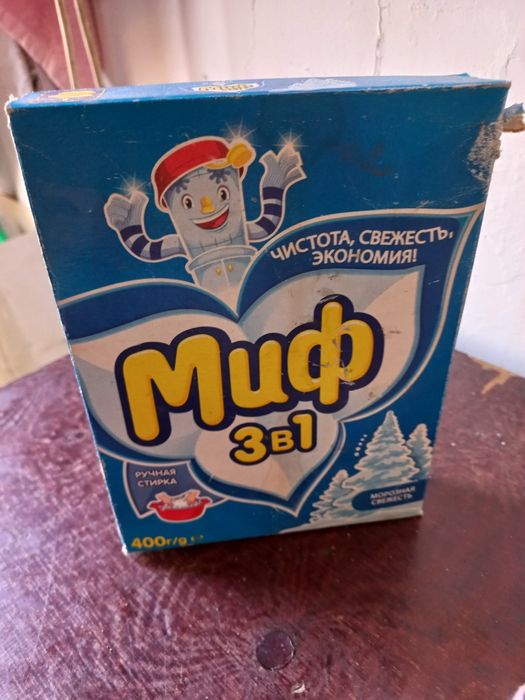 ЧИСТОТА, СВЕЖЕСТЬ,
ЭКОНОМИЯ!
Миф
3в1
РУЧНАЯ
СТИРКА
МОРОЗНАЯ
СВЕЖЕСТЬ
400г/g ℮